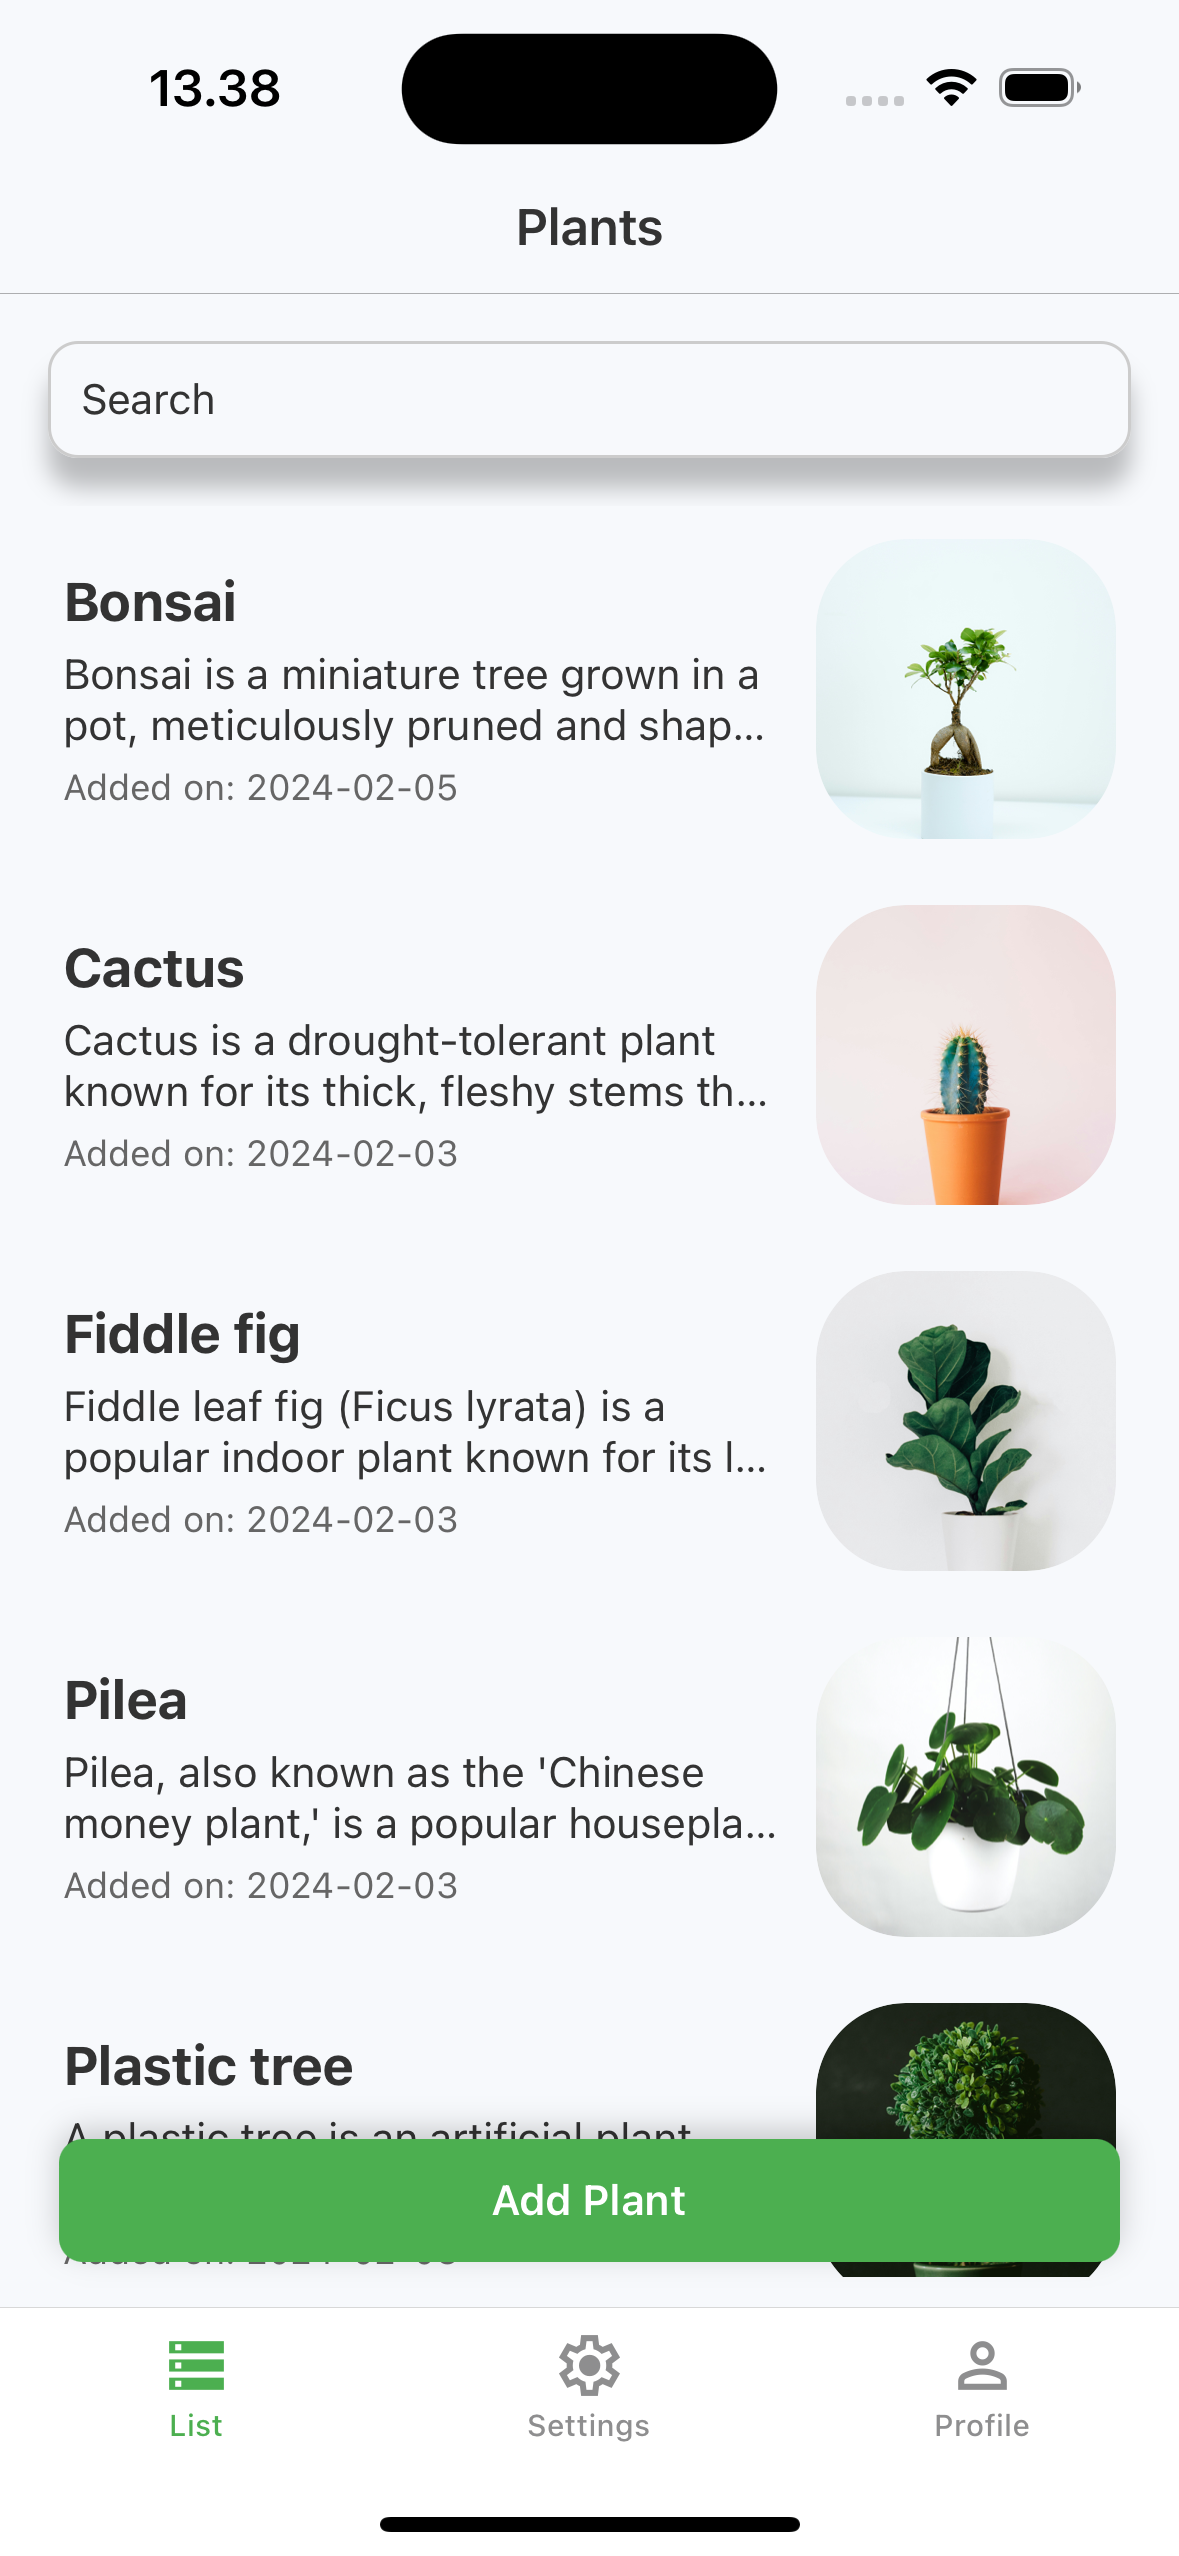 13.38
Plants
Search
Bonsai
Bonsai is a miniature tree grown in a
pot, meticulously pruned and shap...
Added on: 2024-02-05
Cactus
Cactus is a drought-tolerant plant
known for its thick, fleshy stems th...
Added on: 2024-02-03
Fiddle fig
Fiddle leaf fig (Ficus lyrata) is a
popular indoor plant known for its l...
Added on: 2024-02-03
Pilea
Pilea, also known as the 'Chinese
money plant,' is a popular housepla...
Added on: 2024-02-03
Plastic tree
A plastic tree is an artificial plant
Add Plant
List
Settings
Profile